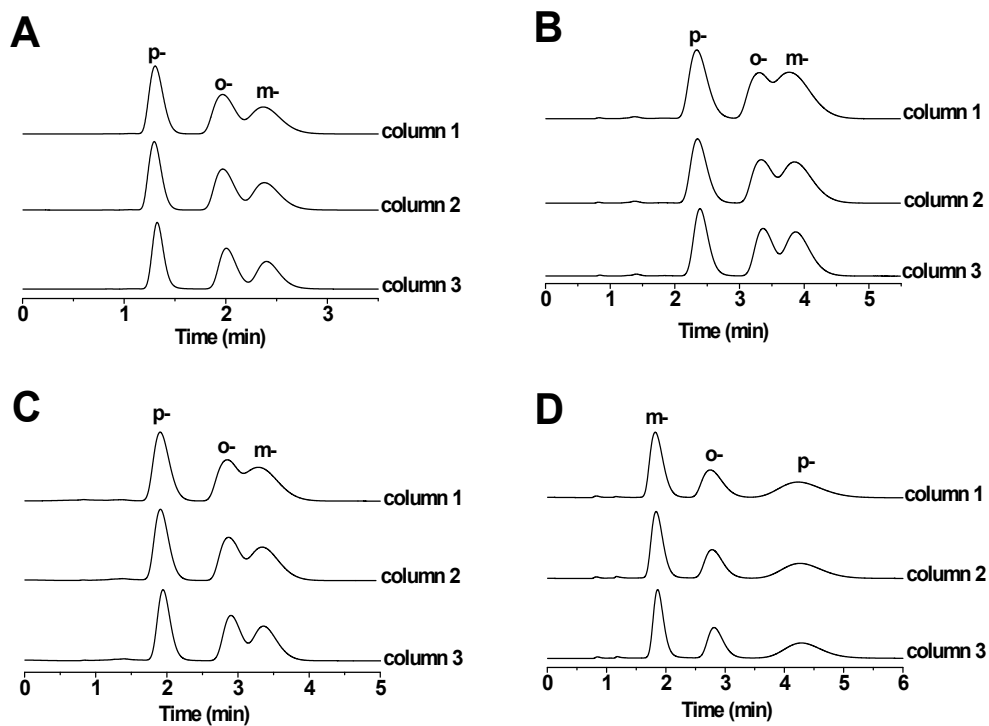 A
p-
o-
m-
column 1
column 2
column 3
0 1 2 3
Time (min)
B
p-
o- m-
column 1
column 2
column 3
0 1 2 3 4 5
Time (min)
C
p-
o- m-
column 1
column 2
column 3
0 1 2 3 4 5
Time (min)
D
m-
o-
p-
column 1
column 2
column 3
0 1 2 3 4 5 6
Time (min)